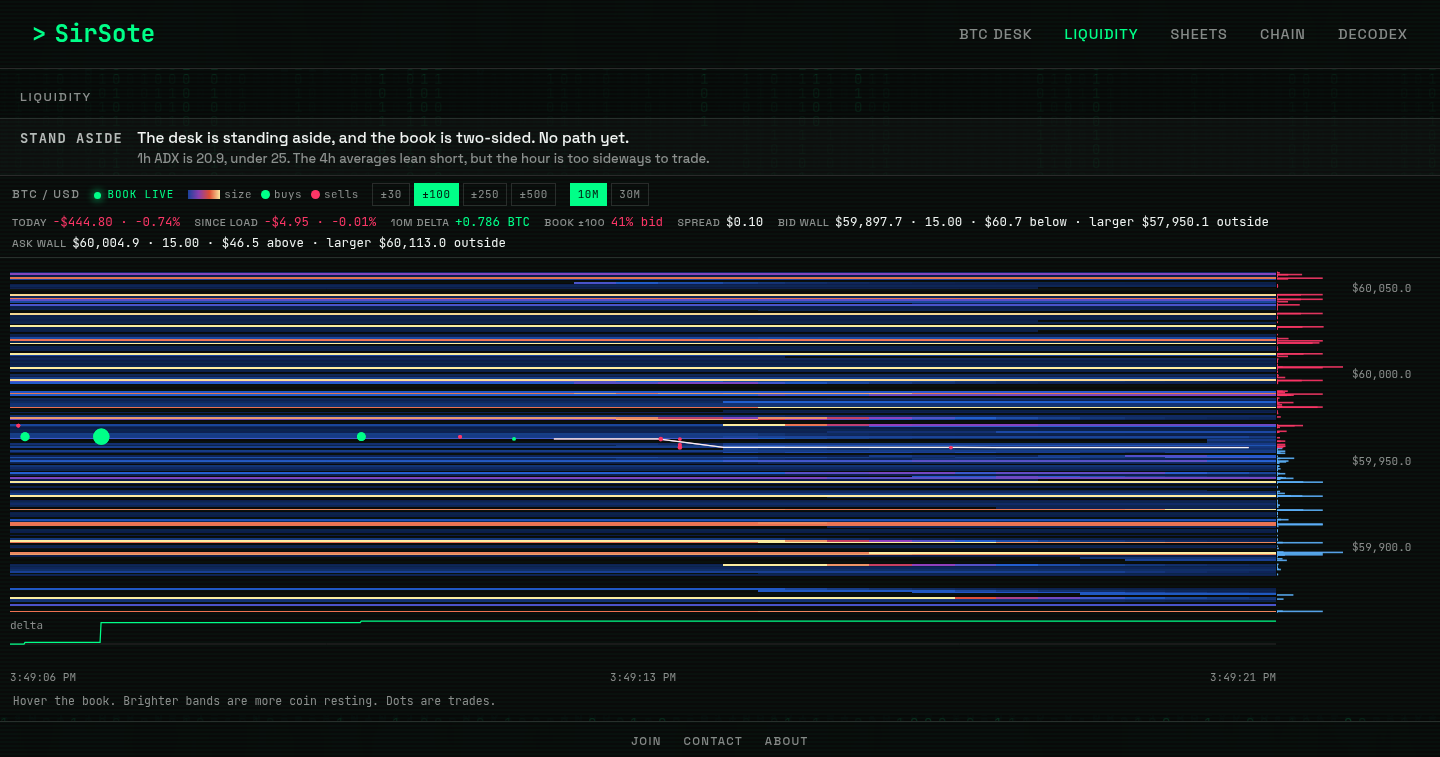 > SirSote
BTC DESK LIQUIDITY SHEETS CHAIN DECODEX
LIQUIDITY
STAND ASIDE The desk is standing aside, and the book is two-sided. No path yet.
1h ADX is 20.9, under 25. The 4h averages lean short, but the hour is too sideways to trade.
BTC / USD BOOK LIVE size buys sells ±30 ±100 ±250 ±500 10M 30M
TODAY -$444.80 · -0.74% SINCE LOAD -$4.95 · -0.01% 10M DELTA +0.786 BTC BOOK ±100 41% bid SPREAD $0.10 BID WALL $59,897.7 · 15.00 · $60.7 below · larger $57,950.1 outside
ASK WALL $60,004.9 · 15.00 · $46.5 above · larger $60,113.0 outside
$60,050.0
$60,000.0
$59,950.0
$59,900.0
delta
3:49:06 PM 3:49:13 PM 3:49:21 PM
Hover the book. Brighter bands are more coin resting. Dots are trades.
JOIN CONTACT ABOUT